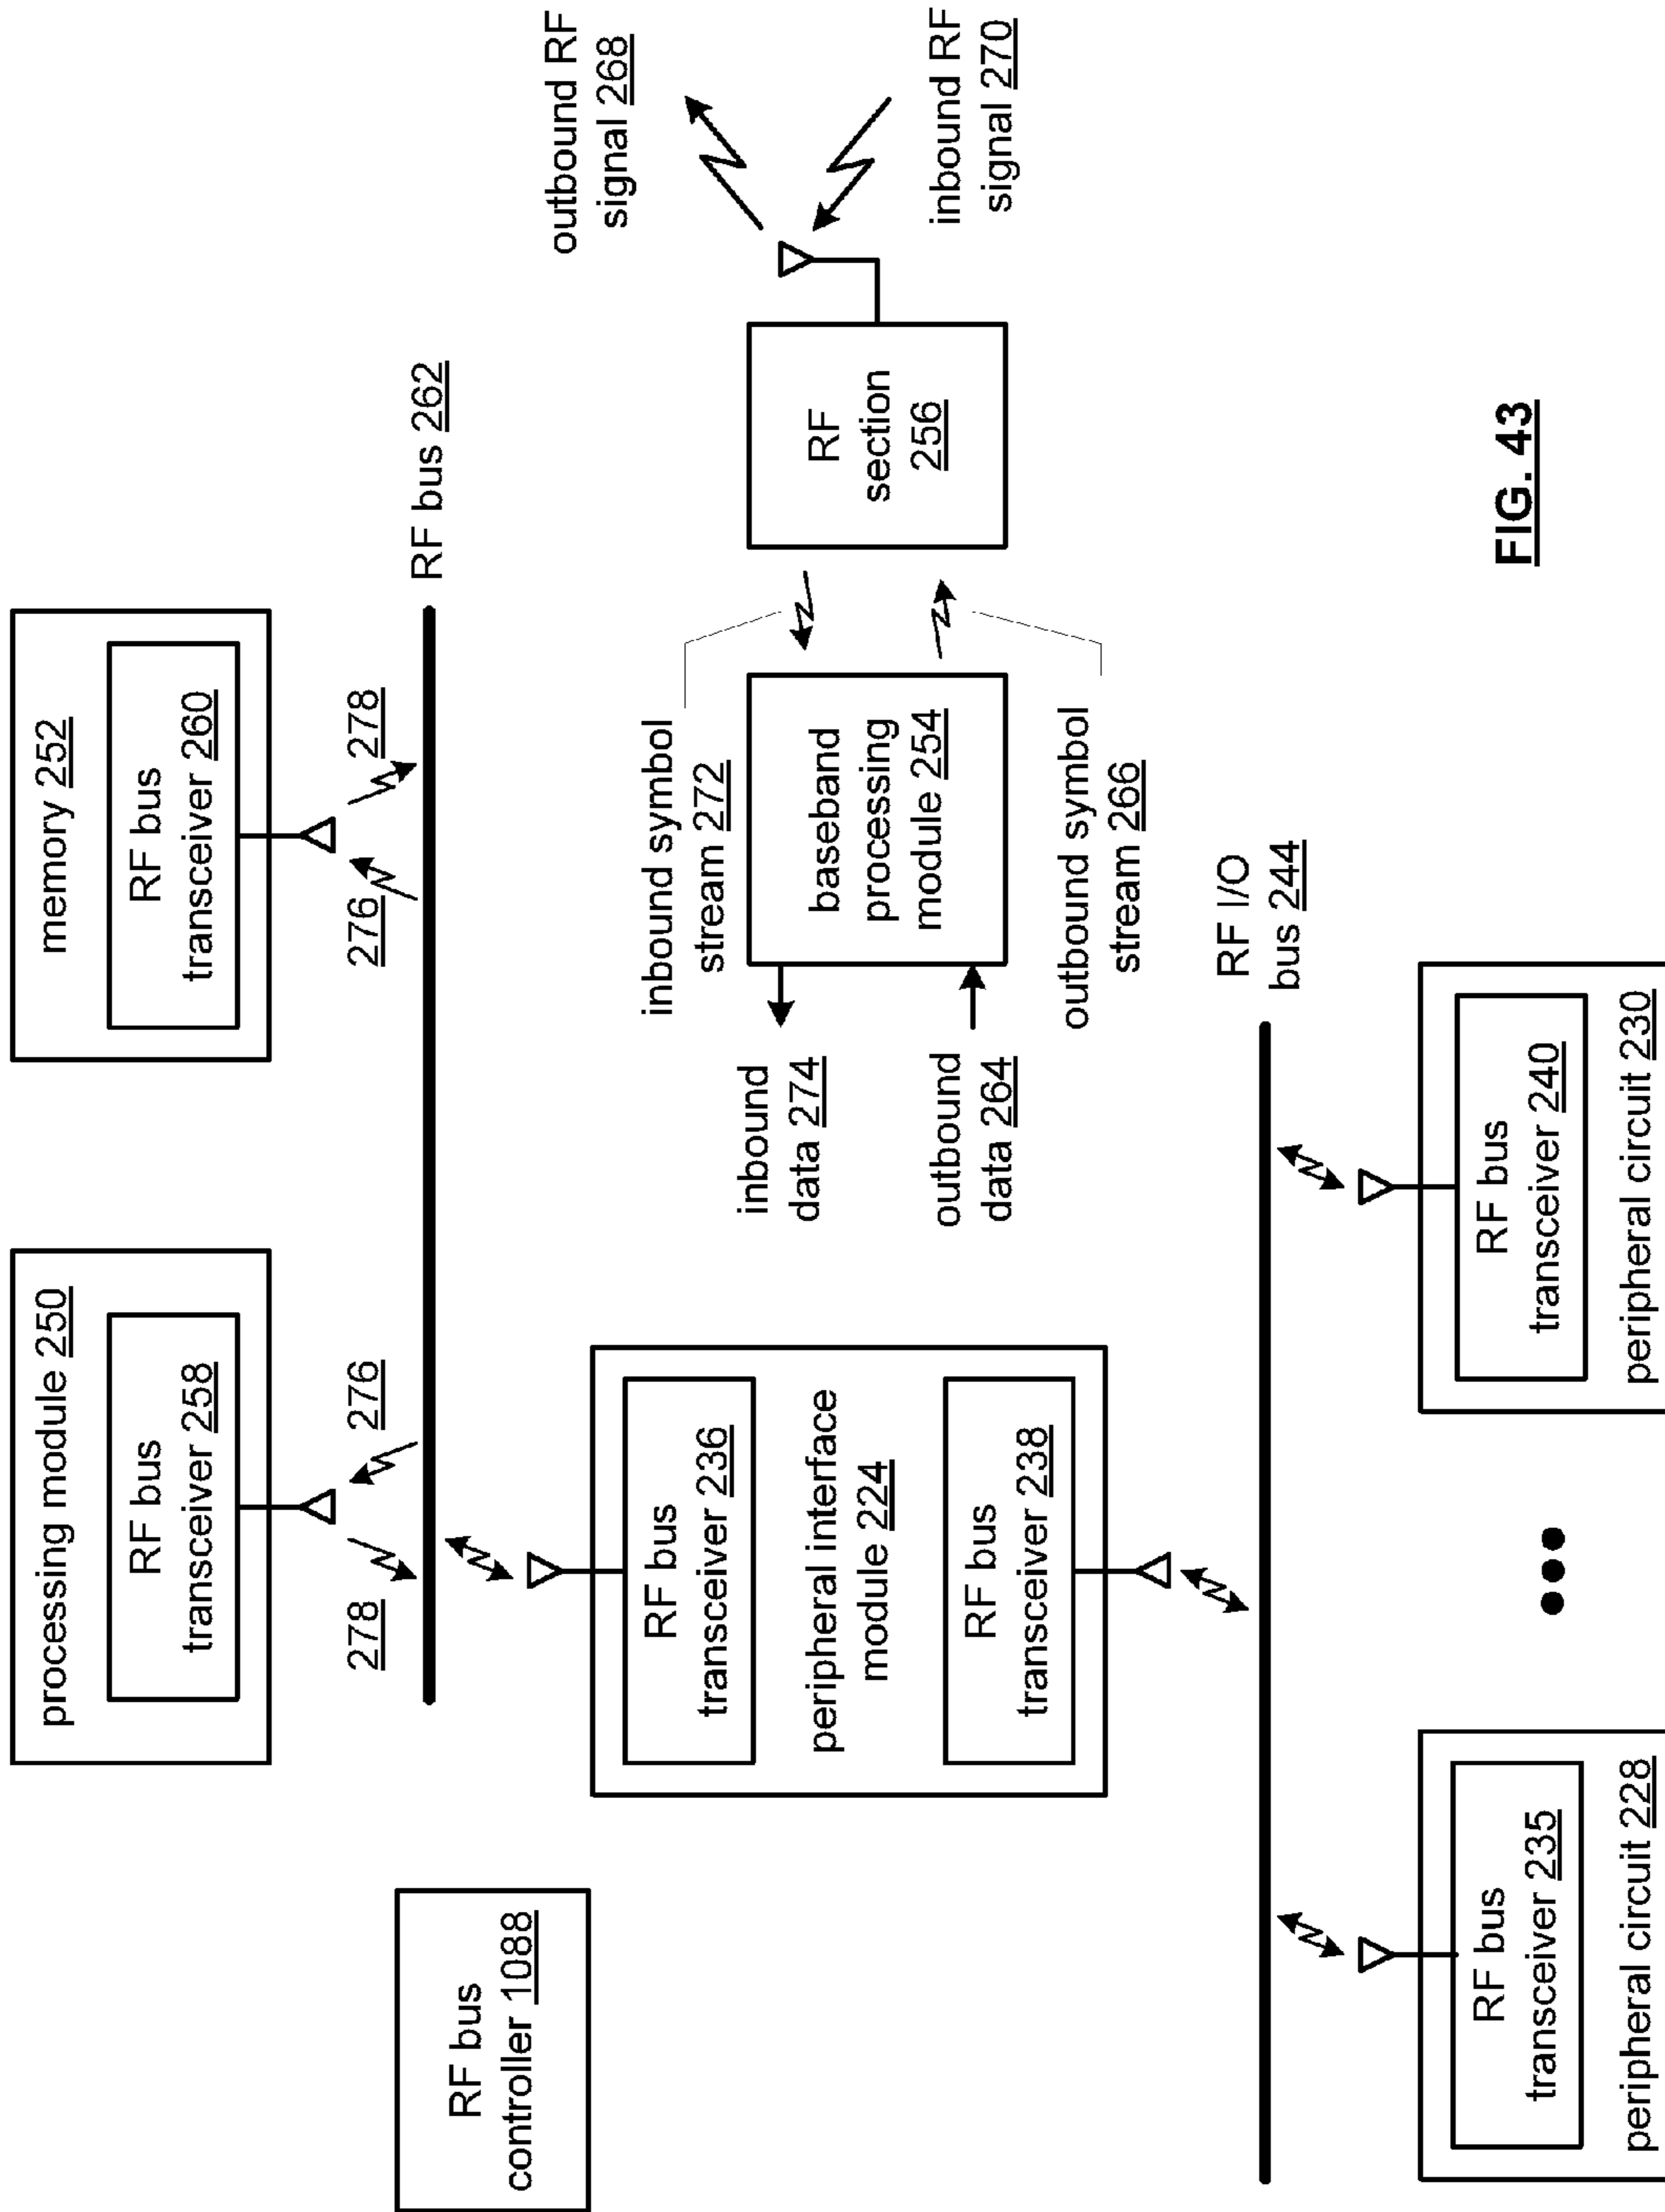 processing module 250
RF bus
transceiver 258
memory 252
RF bus
transceiver 260
278
276
276
278
RF bus 262
RF bus
controller 1088
RF bus
transceiver 236
peripheral interface
module 224
RF bus
transceiver 238
inbound symbol
stream 272
inbound
data 274
outbound
data 264
baseband
processing
module 254
outbound symbol
stream 266
RF
section
256
outbound RF
signal 268
inbound RF
signal 270
RF I/O
bus 244
RF bus
transceiver 235
peripheral circuit 228
RF bus
transceiver 240
peripheral circuit 230
FIG. 43